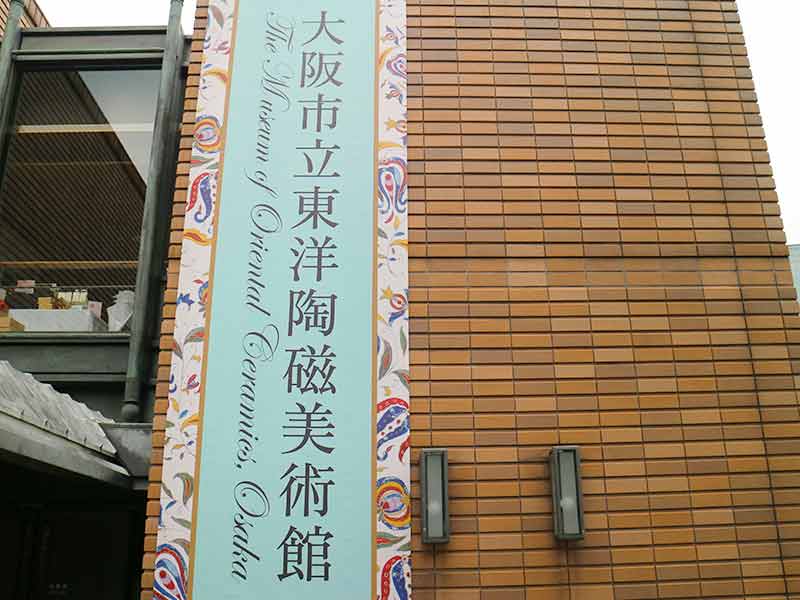 大阪市立東洋陶磁美術館
The Museum of Oriental Ceramics, Osaka